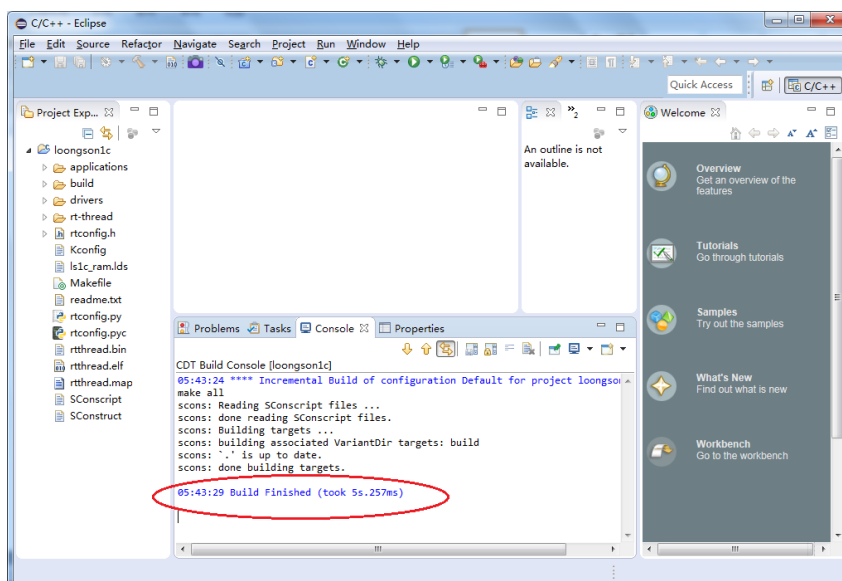 C/C++ - Eclipse
File Edit Source Refactor Navigate Search Project Run Window Help
Quick Access
C/C++
Project Exp...
loongson1c
applications
build
drivers
rt-thread
rtconfig.h
Kconfig
ls1c_ram.lds
Makefile
readme.txt
rtconfig.py
rtconfig.pyc
rtthread.bin
rtthread.elf
rtthread.map
SConscript
SConstruct
2
An outline is not
available.
Problems Tasks Console Properties
CDT Build Console [loongson1c]
05:43:24 **** Incremental Build of configuration Default for project loongso
make all
scons: Reading SConscript files ...
scons: done reading SConscript files.
scons: Building targets ...
scons: building associated VariantDir targets: build
scons: `.' is up to date.
scons: done building targets.
05:43:29 Build Finished (took 5s.257ms)
Welcome
Overview
Get an overview of the
features
Tutorials
Go through tutorials
Samples
Try out the samples
What's New
Find out what is new
Workbench
Go to the workbench